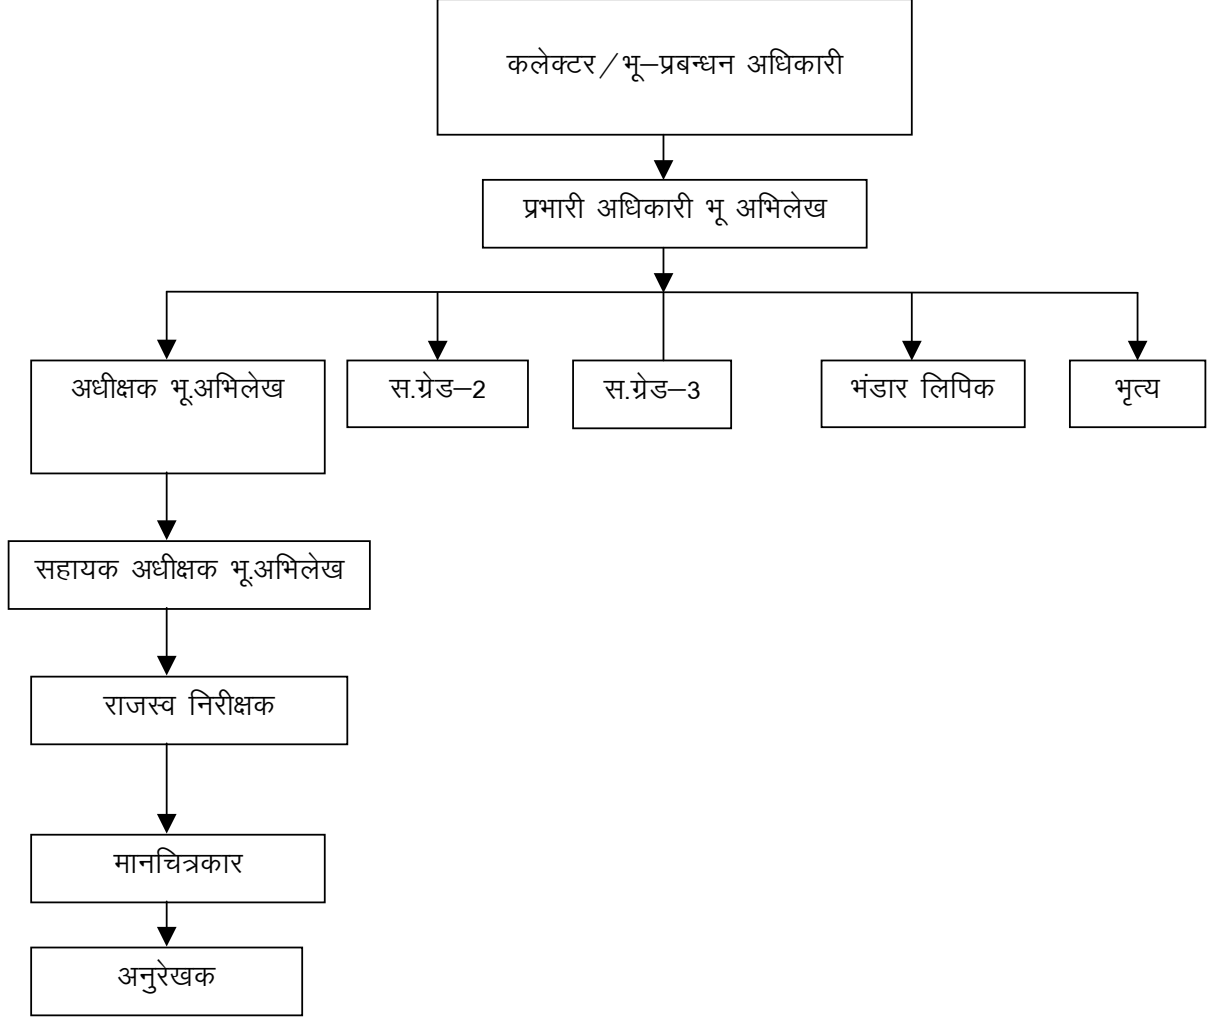 कलेक्टर/भू–प्रबन्धन अधिकारी
प्रभारी अधिकारी भू अभिलेख
अधीक्षक भू.अभिलेख
स.ग्रेड–2
स.ग्रेड–3
भंडार लिपिक
भृत्य
सहायक अधीक्षक भू.अभिलेख
राजस्व निरीक्षक
मानचित्रकार
अनुरेखक